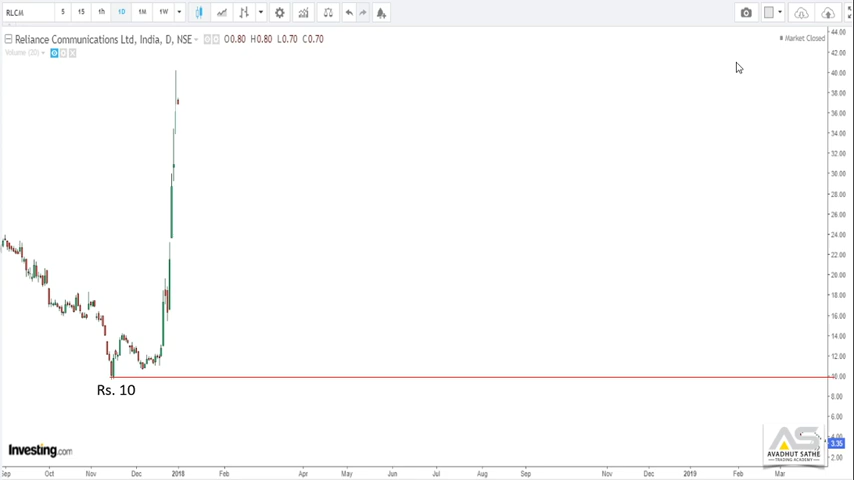 RLCM 5 15 1h 1D 1M 1W
Reliance Communications Ltd, India, D, NSE O0.80 H0.80 L0.70 C0.70
Market Closed
Volume (20)
44.00
42.00
40.00
38.00
36.00
34.00
32.00
30.00
28.00
26.00
24.00
22.00
20.00
18.00
16.00
14.00
12.00
10.00
Rs. 10
8.00
6.00
4.00
3.35
2.00
Investing.com
AS
AVADHUT SATHE
TRADING ACADEMY
Sep Oct Nov Dec 2018 Feb Apr May Jun Jul Aug Sep Nov Dec 2019 Feb Mar